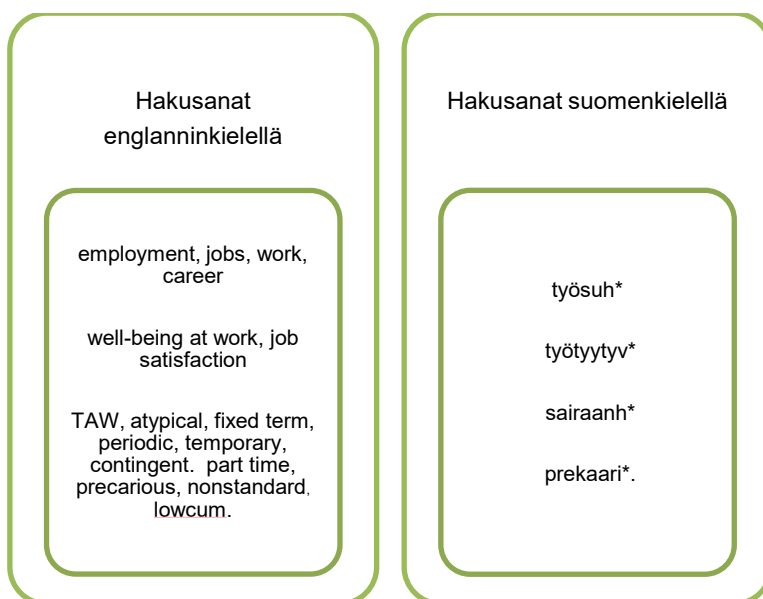 Hakusanat
englanninkielellä
employment, jobs, work,
career
well-being at work, job
satisfaction
TAW, atypical, fixed term,
periodic, temporary,
contingent.  part time,
precarious, nonstandard,
lowcum.
Hakusanat suomenkielellä
työsuh*
työtyytyv*
sairaanh*
prekaari*.